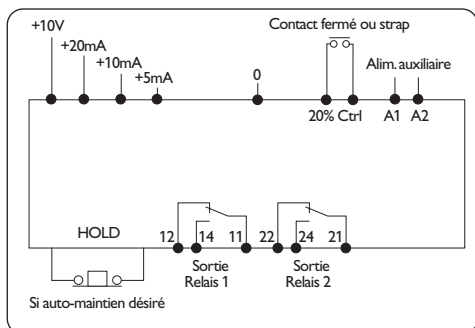 +10V
+20mA
+10mA
+5mA
0
Contact fermé ou strap
Alim. auxiliaire
20% Ctrl
A1
A2
HOLD
12
14
11
22
24
21
Sortie
Relais 1
Sortie
Relais 2
Si auto-maintien désiré